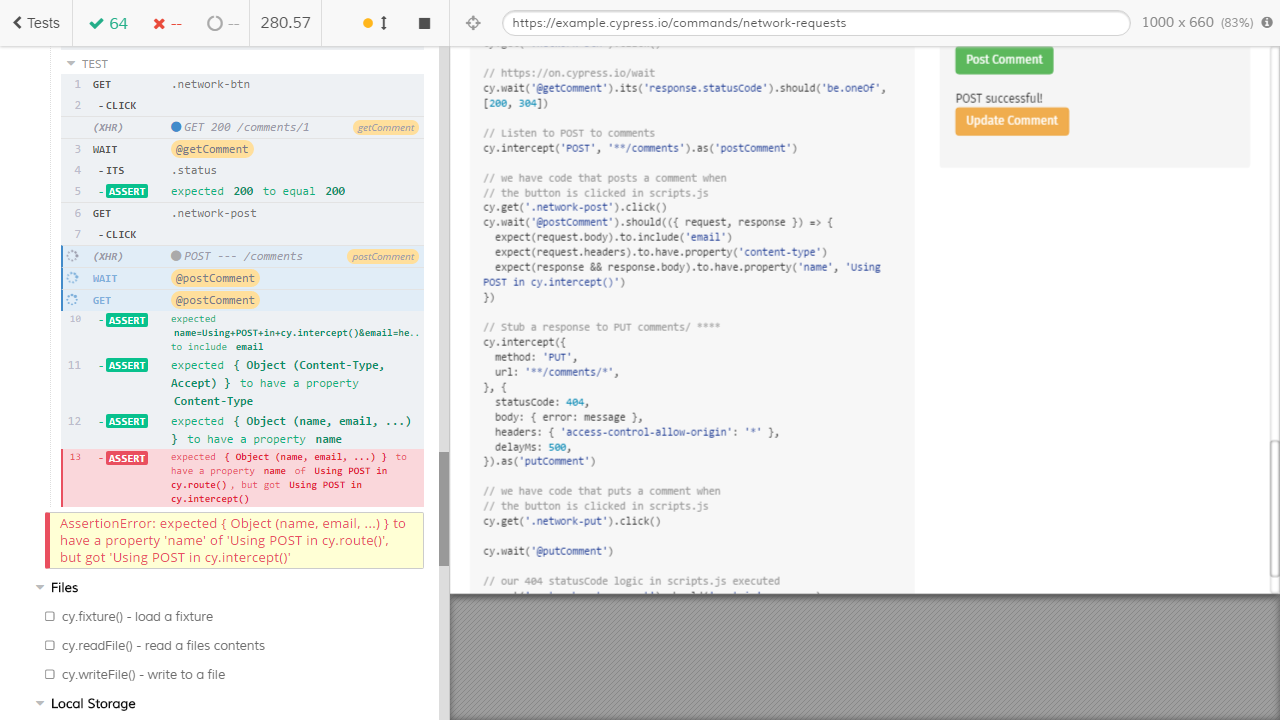 Tests
64
--
--
280.57
https://example.cypress.io/commands/network-requests
1000 x 660 (83%)
TEST
1 GET .network-btn
2 -CLICK
(XHR) GET 200 /comments/1 getComment
3 WAIT @getComment
4 -ITS .status
5 -ASSERT expected 200 to equal 200
6 GET .network-post
7 -CLICK
(XHR) POST --- /comments postComment
WAIT @postComment
GET @postComment
10 -ASSERT expected
name=Using+POST+in+cy.intercept()&email=he..
to include email
11 -ASSERT expected { Object (Content-Type,
Accept) } to have a property
Content-Type
12 -ASSERT expected { Object (name, email, ...)
} to have a property name
13 -ASSERT expected { Object (name, email, ...) } to
have a property name of Using POST in
cy.route() , but got Using POST in
cy.intercept()
AssertionError: expected { Object (name, email, ...) } to
have a property 'name' of 'Using POST in cy.route()',
but got 'Using POST in cy.intercept()'
Files
cy.fixture() - load a fixture
cy.readFile() - read a files contents
cy.writeFile() - write to a file
Local Storage
// https://on.cypress.io/wait
cy.wait('@getComment').its('response.statusCode').should('be.oneOf',
[200, 304])
// Listen to POST to comments
cy.intercept('POST', '**/comments').as('postComment')
// we have code that posts a comment when
// the button is clicked in scripts.js
cy.get('.network-post').click()
cy.wait('@postComment').should(({ request, response }) => {
expect(request.body).to.include('email')
expect(request.headers).to.have.property('content-type')
expect(response && response.body).to.have.property('name', 'Using
POST in cy.intercept()')
})
// Stub a response to PUT comments/ ****
cy.intercept({
method: 'PUT',
url: '**/comments/*',
}, {
statusCode: 404,
body: { error: message },
headers: { 'access-control-allow-origin': '*' },
delayMs: 500,
}).as('putComment')
// we have code that puts a comment when
// the button is clicked in scripts.js
cy.get('.network-put').click()
cy.wait('@putComment')
// our 404 statusCode logic in scripts.js executed
Post Comment
POST successful!
Update Comment